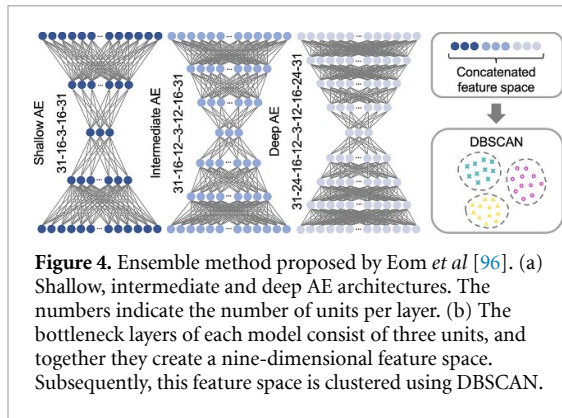 Shallow AE
31-16-3-16-31
Intermediate AE
31-16-12--3-12-16-31
Deep AE
31-24-16-12--3-12-16-24-31
Concatenated
feature space
DBSCAN
Figure 4. Ensemble method proposed by Eom et al [96]. (a)
Shallow, intermediate and deep AE architectures. The
numbers indicate the number of units per layer. (b) The
bottleneck layers of each model consist of three units, and
together they create a nine-dimensional feature space.
Subsequently, this feature space is clustered using DBSCAN.